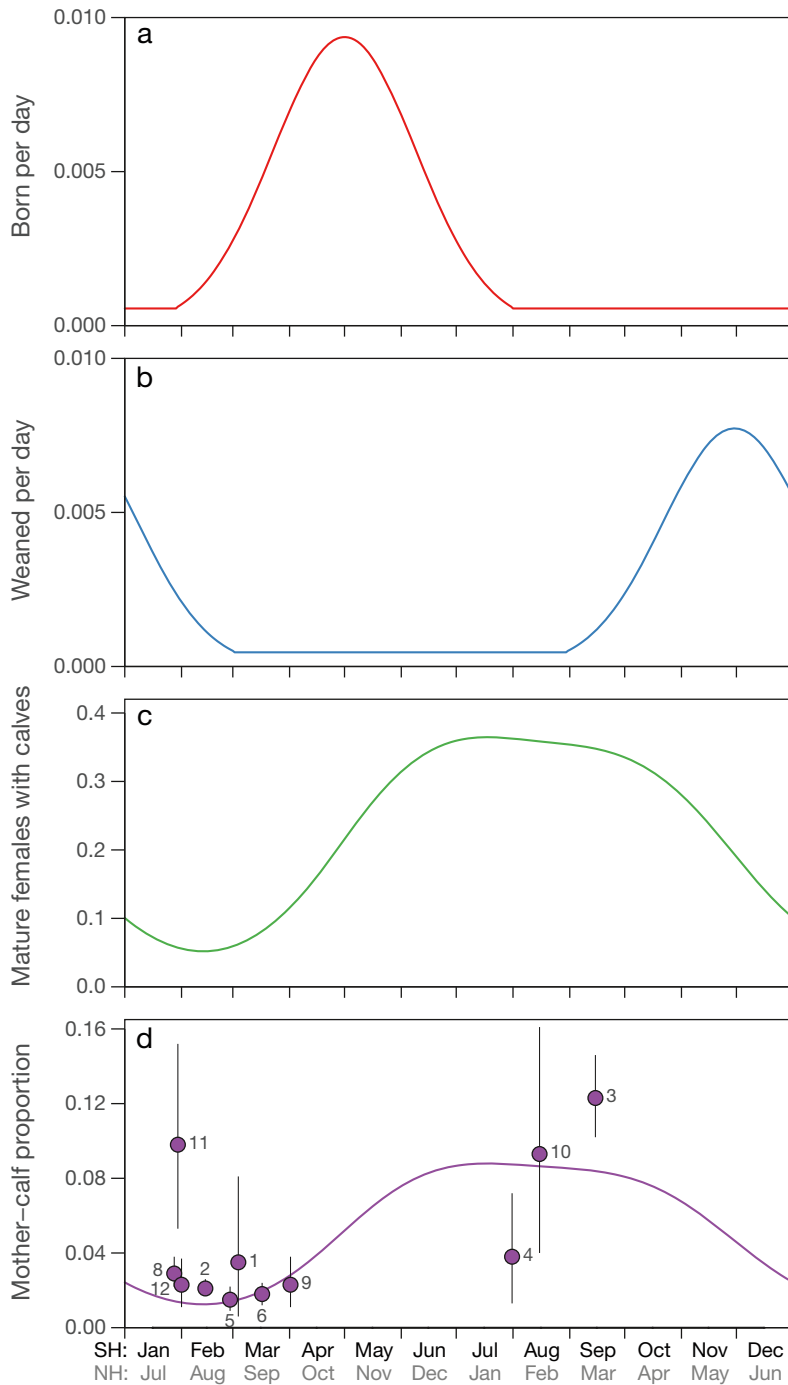 0.010
a
0.005
0.000
Born per day
0.010
b
0.005
0.000
Weaned per day
0.4
c
0.3
0.2
0.1
0.0
Mature females with calves
0.16
d
0.12
3
11
10
0.08
Mother–calf proportion
0.04
8
2
1
4
12
9
5
6
0.00
SH: Jan Feb Mar Apr May Jun Jul Aug Sep Oct Nov Dec
NH: Jul Aug Sep Oct Nov Dec Jan Feb Mar Apr May Jun